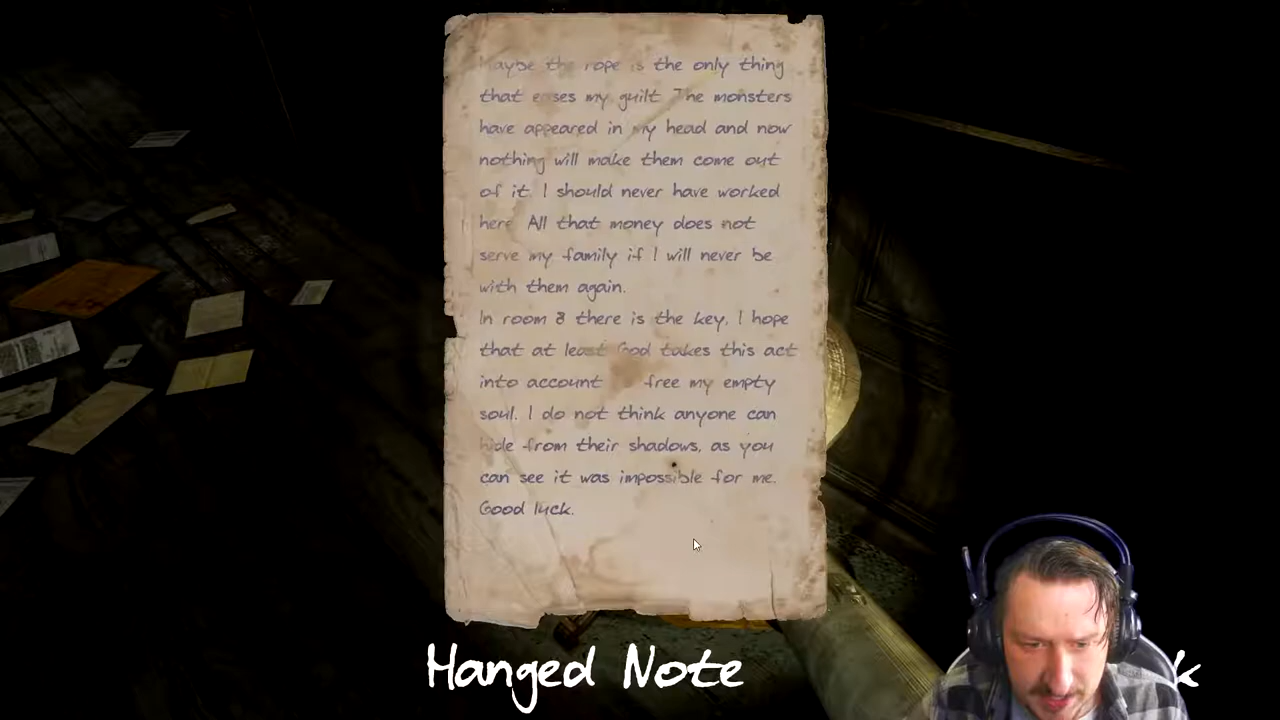 Maybe the rope is the only thing
that eases my guilt. The monsters
have appeared in my head and now
nothing will make them come out
of it. I should never have worked
here. All that money does not
serve my family if I will never be
with them again.
In room 8 there is the key. I hope
that at least God takes this act
into account free my empty
soul. I do not think anyone can
hide from their shadows, as you
can see it was impossible for me.
Good luck.
Hanged Note